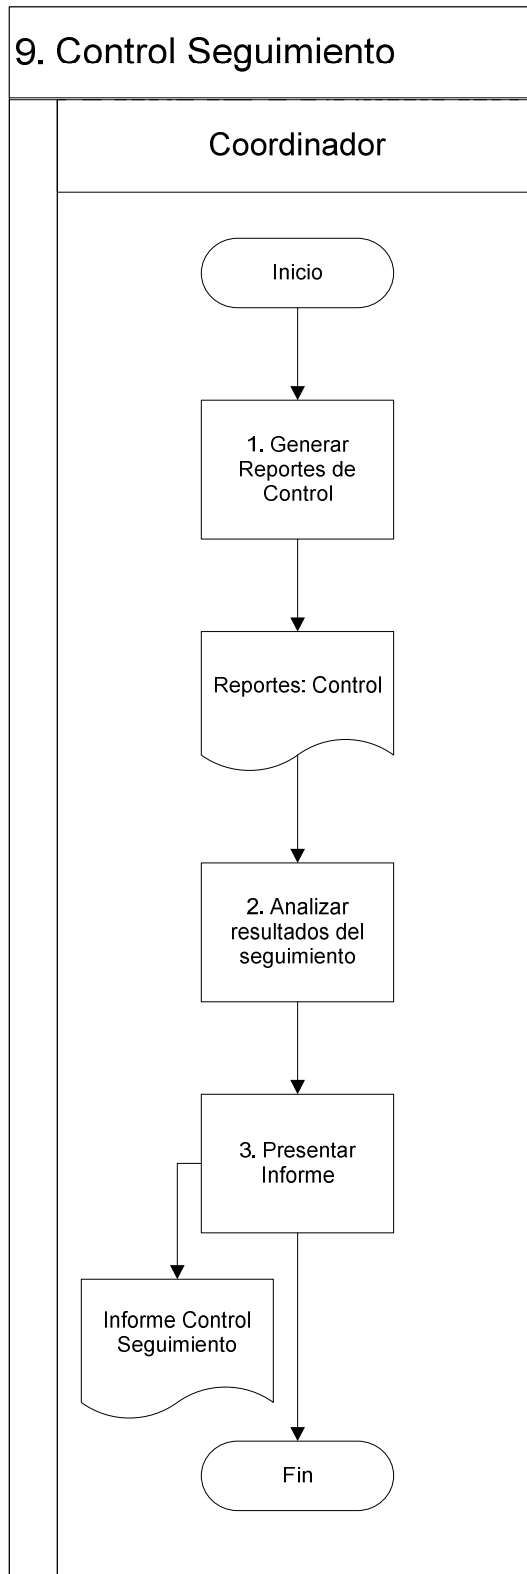 9. Control Seguimiento
Coordinador
Inicio
1. Generar
Reportes de
Control
Reportes: Control
2. Analizar
resultados del
seguimiento
3. Presentar
Informe
Informe Control
Seguimiento
Fin